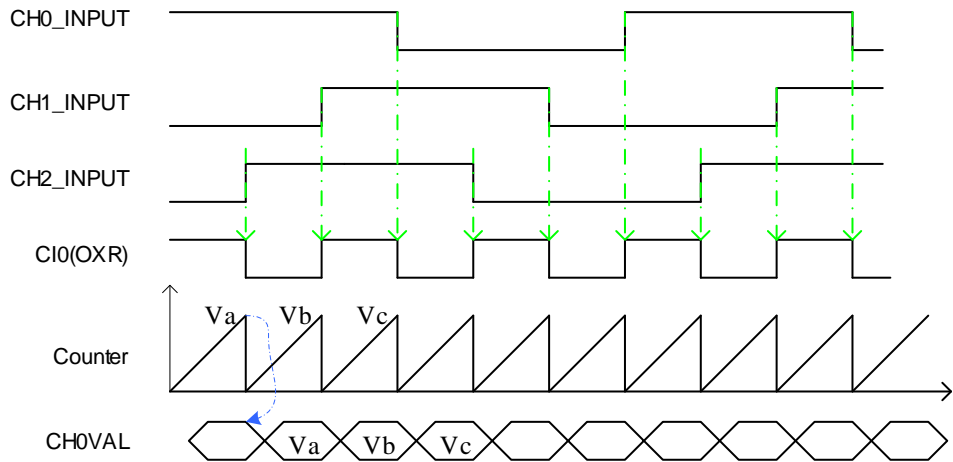 CH0_INPUT
CH1_INPUT
CH2_INPUT
CI0(OXR)
Va Vb Vc
Counter
CH0VAL Va Vb Vc